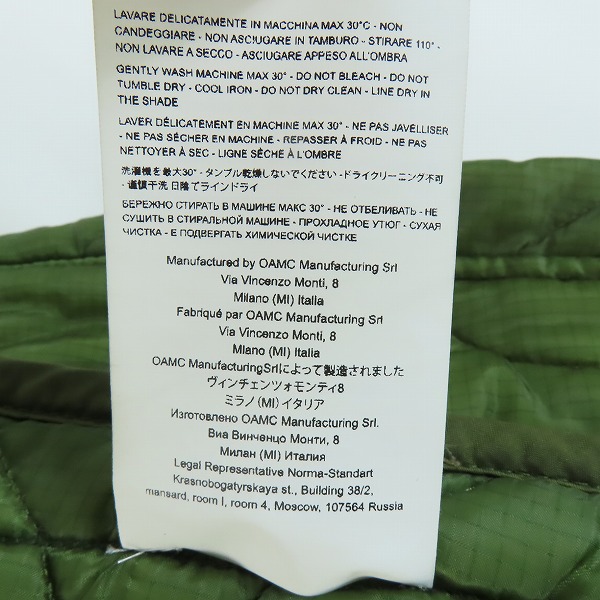 LAVARE DELICATAMENTE IN MACCHINA MAX 30°C - NON
CANDEGGIARE - NON ASCIUGARE IN TAMBURO - STIRARE 110° -
NON LAVARE A SECCO - ASCIUGARE APPESO ALL'OMBRA
GENTLY WASH MACHINE MAX 30° - DO NOT BLEACH - DO NOT
TUMBLE DRY - COOL IRON - DO NOT DRY CLEAN - LINE DRY IN
THE SHADE
LAVER DÉLICATEMENT EN MACHINE MAX 30° - NE PAS JAVELLISER
- NE PAS SÉCHER EN MACHINE - REPASSER À FROID - NE PAS
NETTOYER À SEC - LIGNE SÈCHE À L'OMBRE
洗濯機を最大30° - タンブル乾燥しないでください - ドライクリーニング不可
- 謹慎干洗 日陰でラインドライ
БЕРЕЖНО СТИРАТЬ В МАШИНЕ МАКС 30° - НЕ ОТБЕЛИВАТЬ - НЕ
СУШИТЬ В СТИРАЛЬНОЙ МАШИНЕ - ПРОХЛАДНОЕ УТЮГ - СУХАЯ
ЧИСТКА - Е ПОДВЕРГАТЬ ХИМИЧЕСКОЙ ЧИСТКЕ
Manufactured by OAMC Manufacturing Srl
Via Vincenzo Monti, 8
Milano (MI) Italia
Fabriqué par OAMC Manufacturing Srl
Via Vincenzo Monti, 8
Milano (MI) Italia
OAMC ManufacturingSrlによって製造されました
ヴィンチェンツォモンティ8
ミラノ(MI)イタリア
Изготовлено OAMC Manufacturing Srl.
Виа Винченцо Монти, 8
Милан (MI) Италия
Legal Representative Norma-Standart
Krasnobogatyrskaya st., Building 38/2,
mansard, room I, room 4, Moscow, 107564 Russia